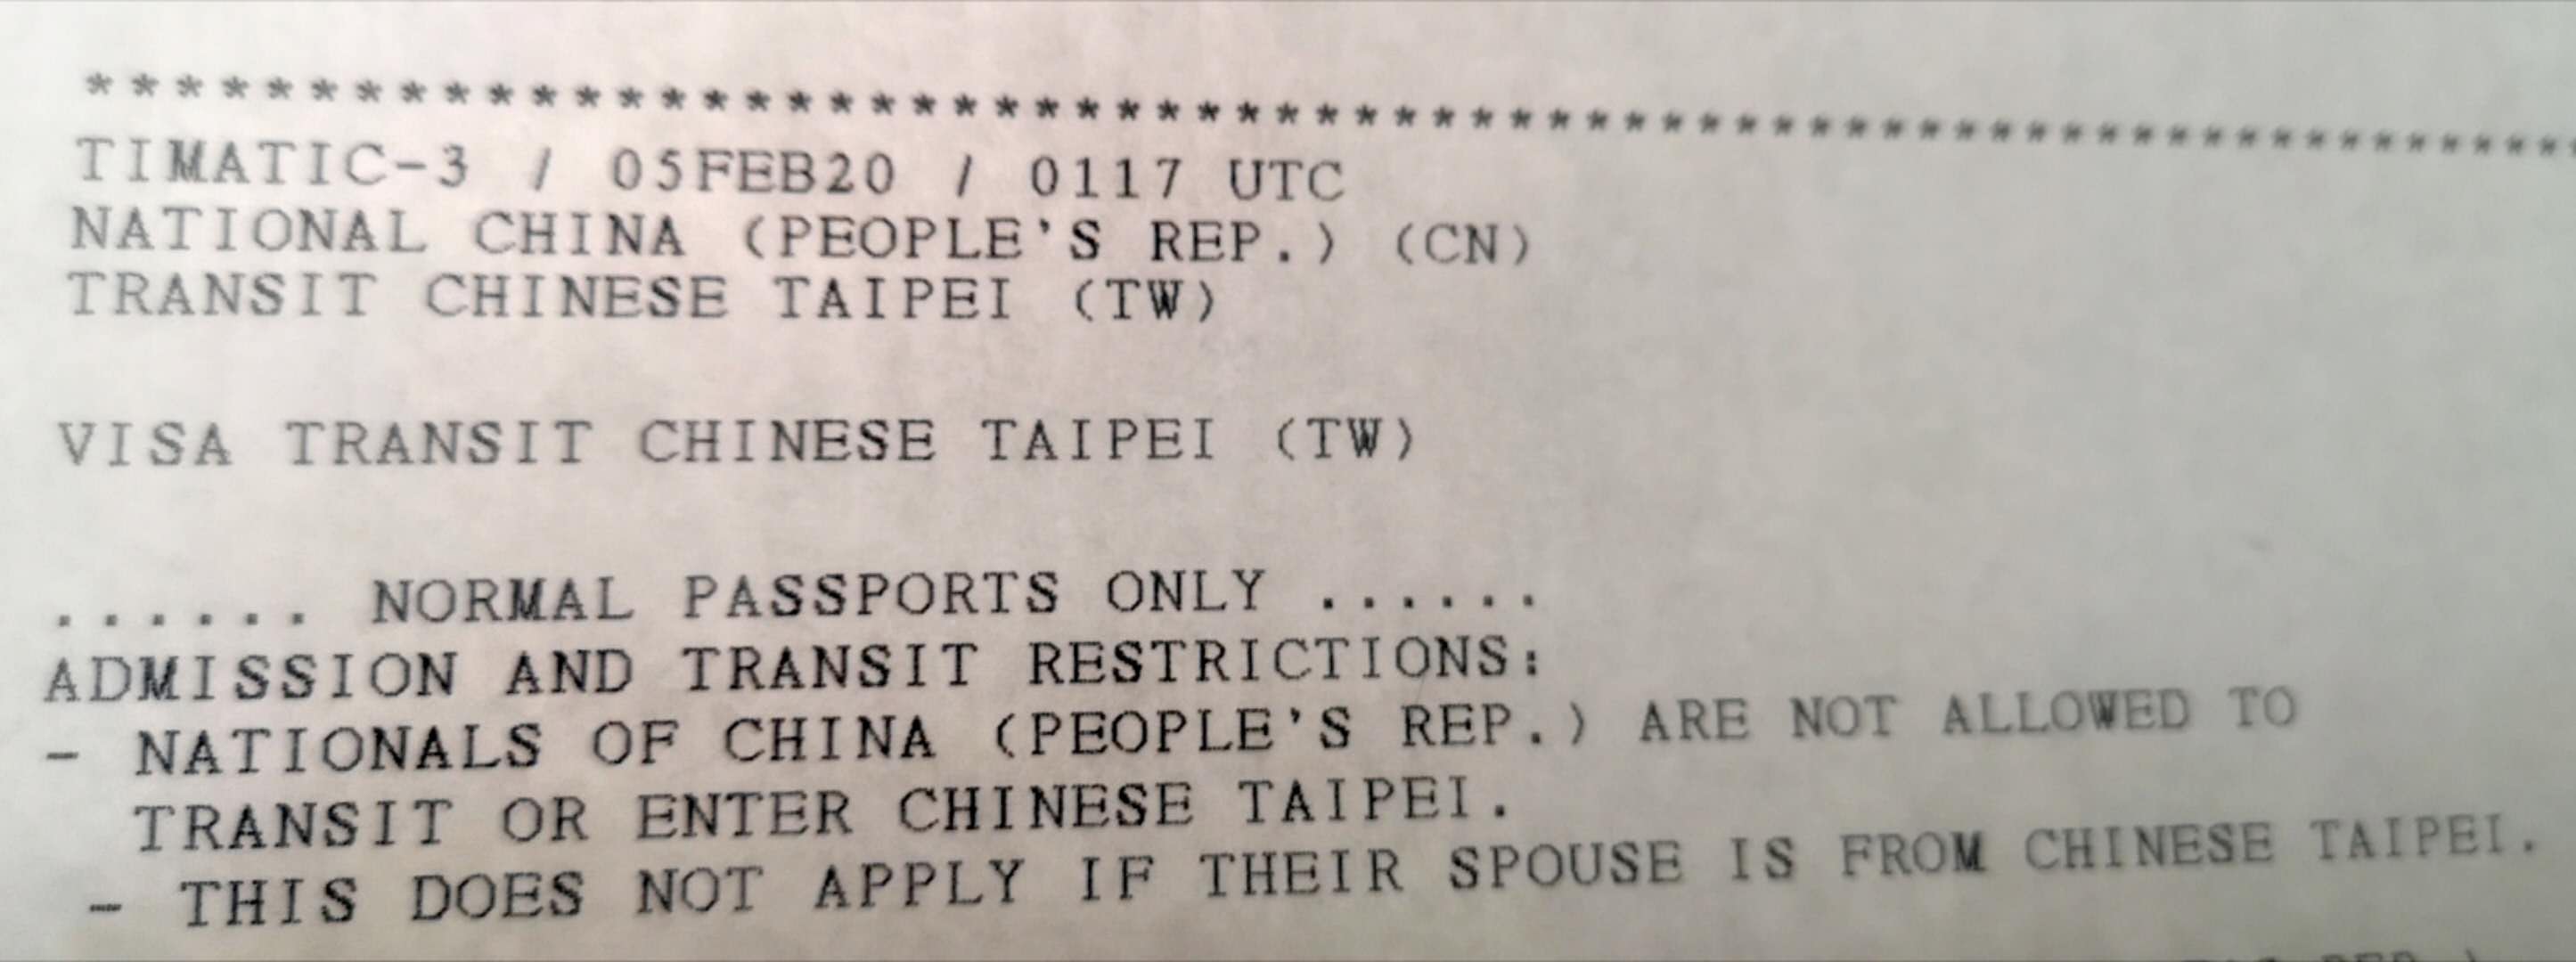 ************************************************************
TIMATIC-3 / 05FEB20 / 0117 UTC
NATIONAL CHINA (PEOPLE'S REP.) (CN)
TRANSIT CHINESE TAIPEI (TW)
VISA TRANSIT CHINESE TAIPEI (TW)
...... NORMAL PASSPORTS ONLY ......
ADMISSION AND TRANSIT RESTRICTIONS:
- NATIONALS OF CHINA (PEOPLE'S REP.) ARE NOT ALLOWED TO
TRANSIT OR ENTER CHINESE TAIPEI.
- THIS DOES NOT APPLY IF THEIR SPOUSE IS FROM CHINESE TAIPEI.